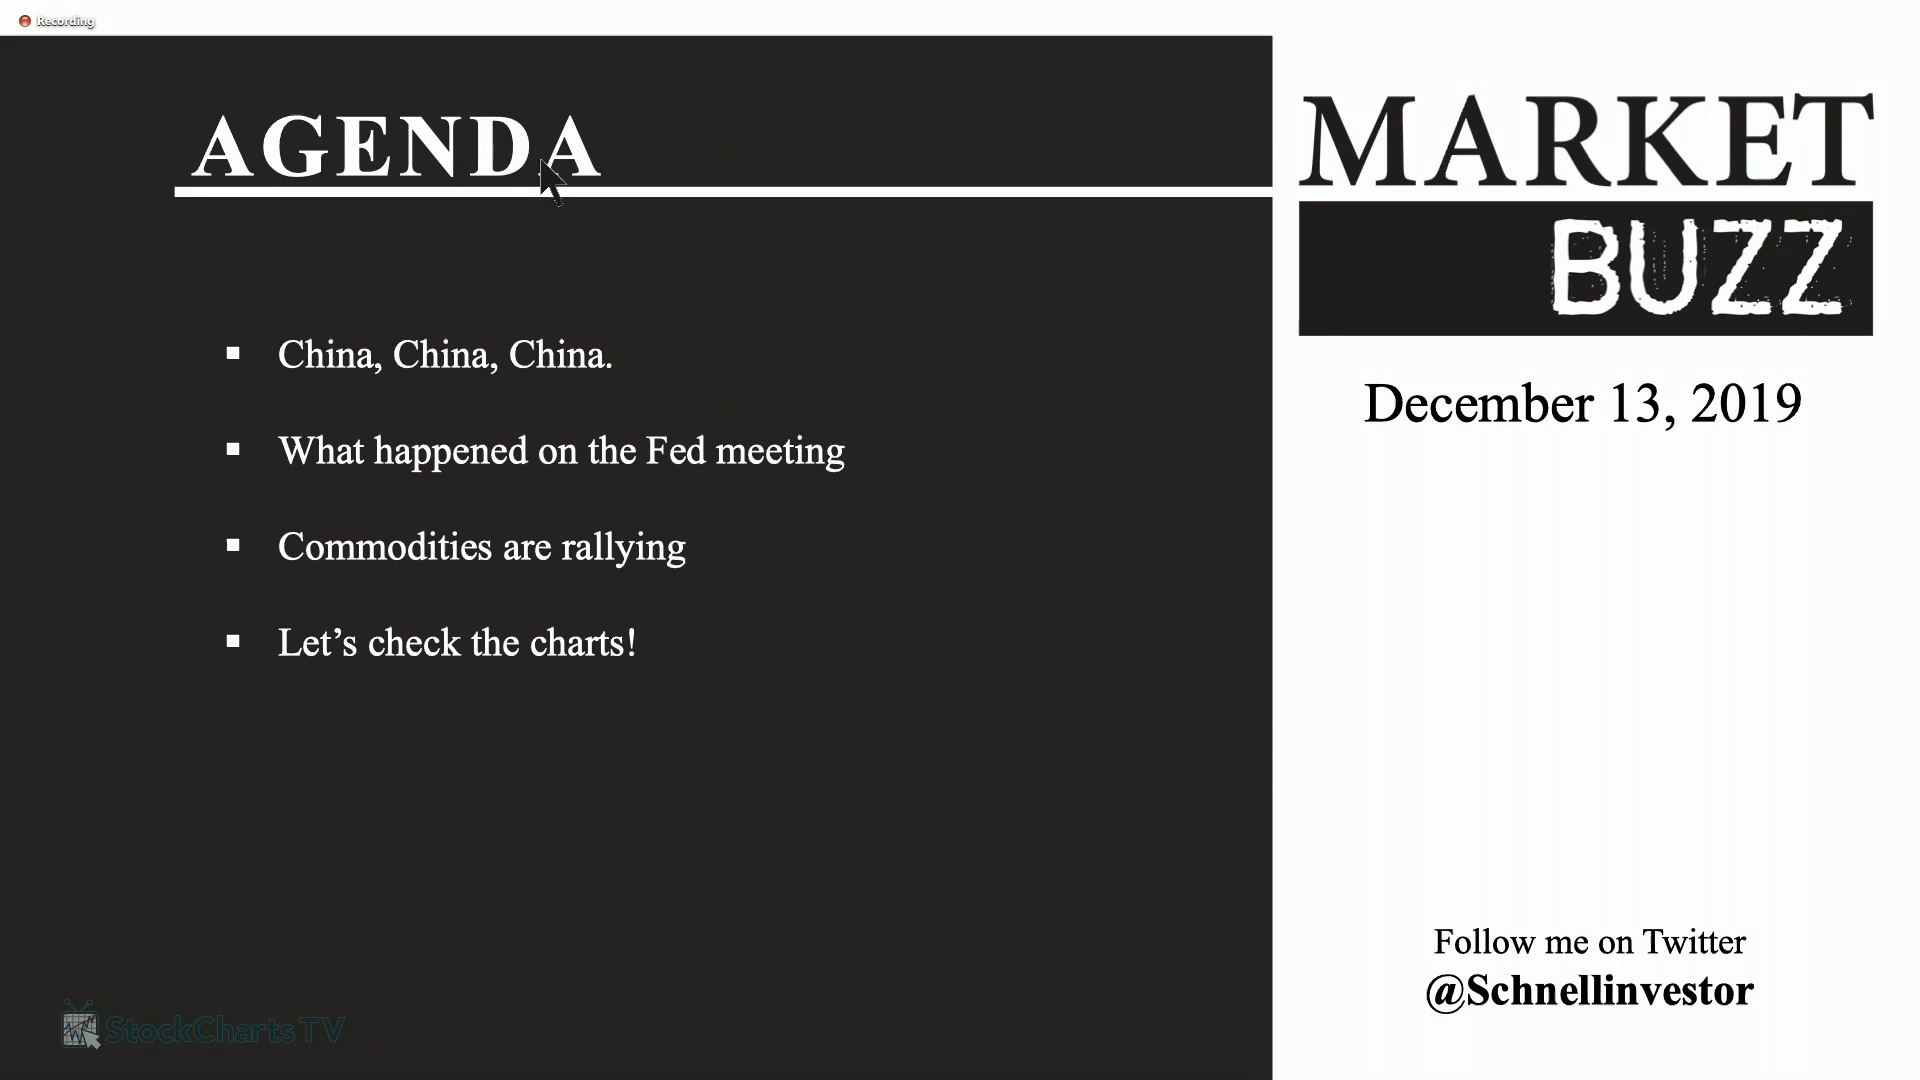 Recording
AGENDA
China, China, China.
What happened on the Fed meeting
Commodities are rallying
Let’s check the charts!
StockCharts TV
MARKET
BUZZ
December 13, 2019
Follow me on Twitter
@Schnellinvestor